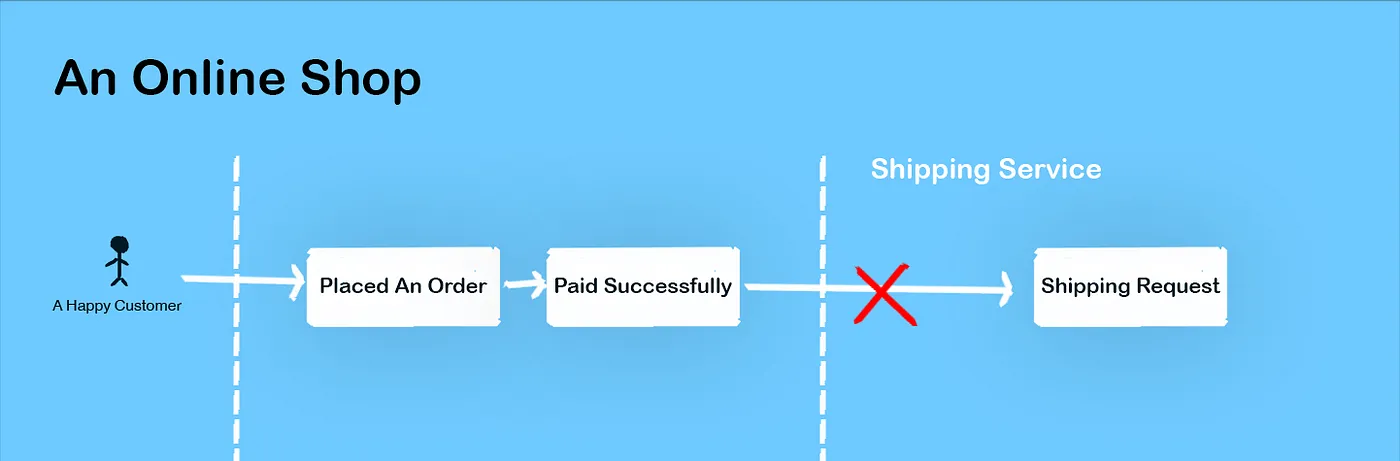 An Online Shop
Shipping Service
Placed An Order
Paid Successfully
Shipping Request
A Happy Customer